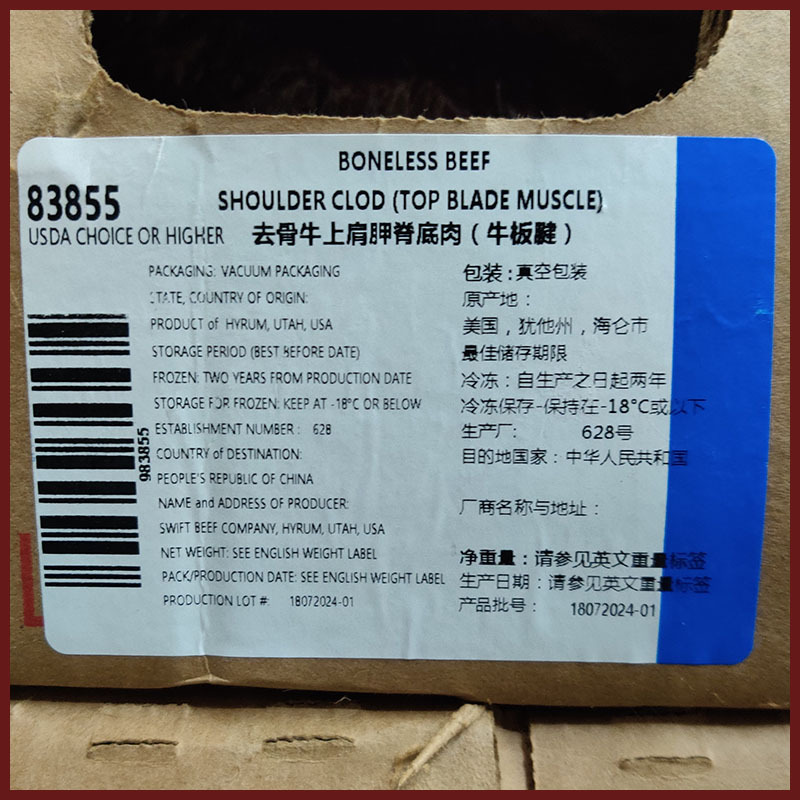 BONELESS BEEF
83855
SHOULDER CLOD (TOP BLADE MUSCLE)
USDA CHOICE OR HIGHER
去骨牛上肩胛脊底肉（牛板腱）
PACKAGING: VACUUM PACKAGING
包装：真空包装
STATE, COUNTRY OF ORIGIN:
原产地：
PRODUCT of HYRUM, UTAH, USA
美国，犹他州，海仑市
STORAGE PERIOD (BEST BEFORE DATE)
最佳储存期限
FROZEN: TWO YEARS FROM PRODUCTION DATE
冷冻：自生产之日起两年
STORAGE FOR FROZEN: KEEP AT -18°C OR BELOW
冷冻保存-保持在-18°C或以下
ESTABLISHMENT NUMBER : 628
生产厂: 628号
COUNTRY of DESTINATION:
目的地国家：中华人民共和国
PEOPLE'S REPUBLIC OF CHINA
NAME and ADDRESS OF PRODUCER:
厂商名称与地址：
SWIFT BEEF COMPANY, HYRUM, UTAH, USA
NET WEIGHT: SEE ENGLISH WEIGHT LABEL
净重量：请参见英文重量标签
PACK/PRODUCTION DATE: SEE ENGLISH WEIGHT LABEL
生产日期：请参见英文重量标签
PRODUCTION LOT #: 18072024-01
产品批号： 18072024-01
983855